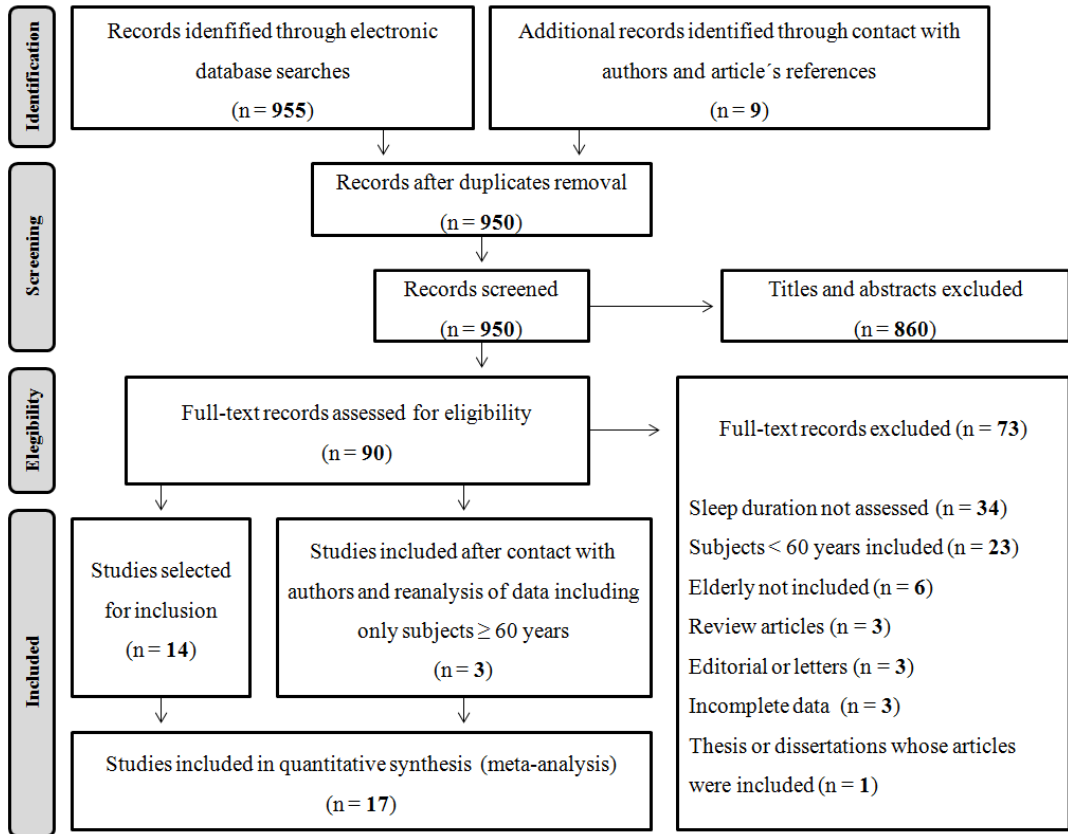 Identification
Records idenfified through electronic
database searches
(n = 955)
Additional records identified through contact with
authors and article´s references
(n = 9)
Screening
Records after duplicates removal
(n = 950)
Records screened
(n = 950)
Titles and abstracts excluded
(n = 860)
Elegibility
Full-text records assessed for eligibility
(n = 90)
Full-text records excluded (n = 73)
Sleep duration not assessed (n = 34)
Subjects < 60 years included (n = 23)
Elderly not included (n = 6)
Review articles (n = 3)
Editorial or letters (n = 3)
Incomplete data (n = 3)
Thesis or dissertations whose articles
were included (n = 1)
Included
Studies selected
for inclusion
(n = 14)
Studies included after contact with
authors and reanalysis of data including
only subjects ≥ 60 years
(n = 3)
Studies included in quantitative synthesis (meta-analysis)
(n = 17)